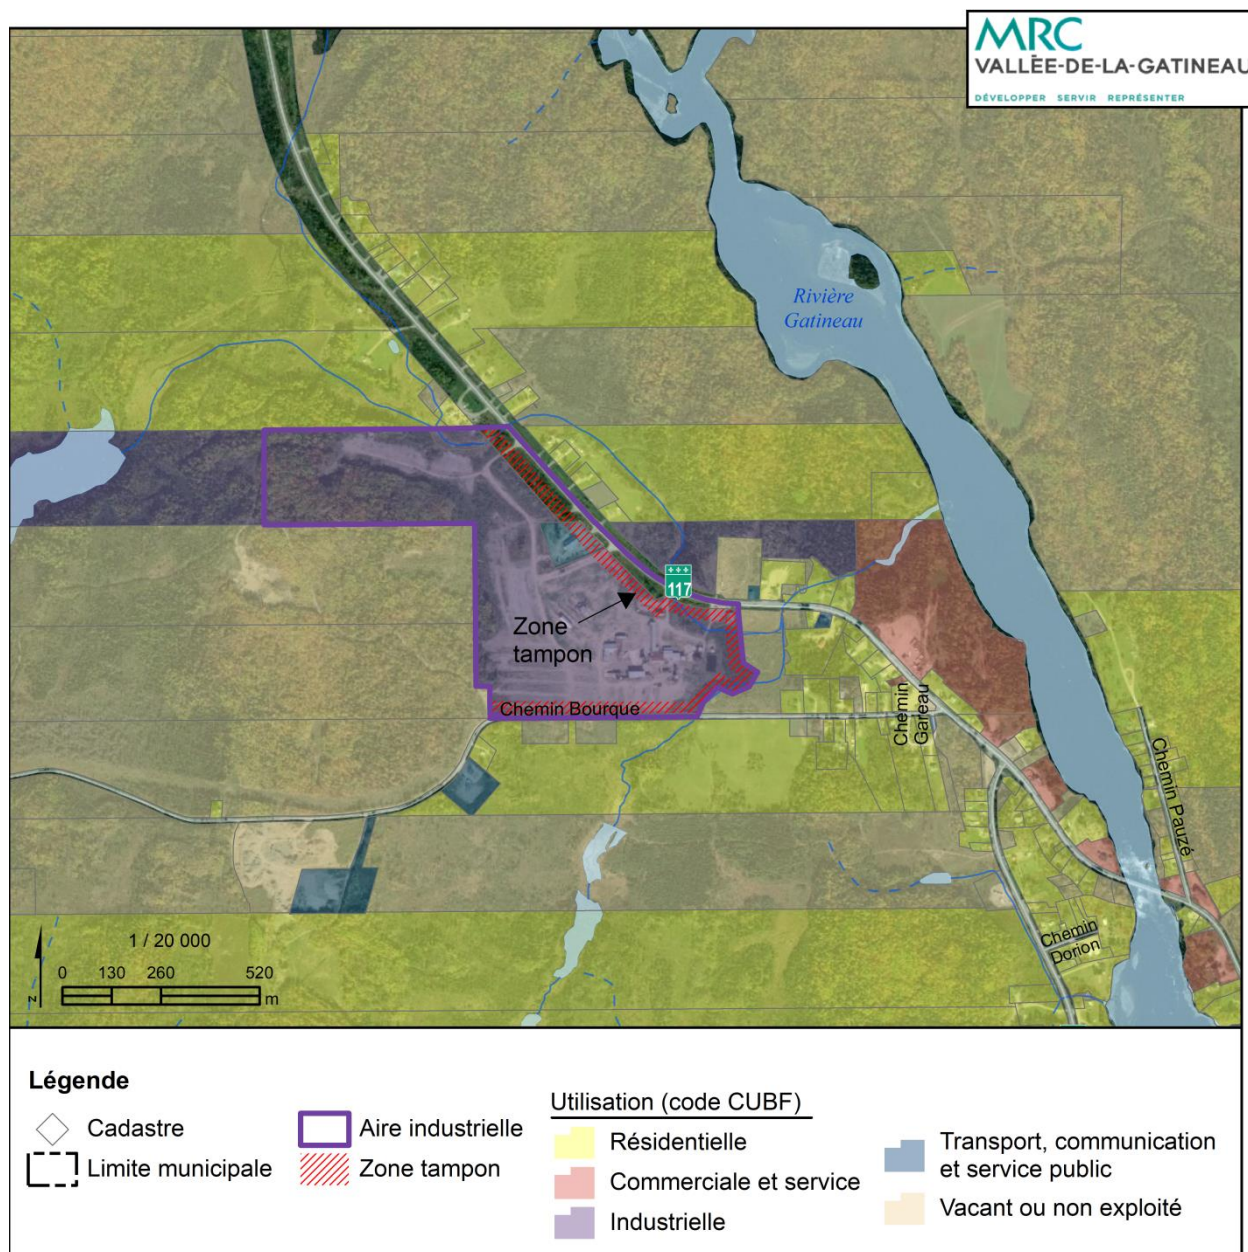 MRC
VALLÉE-DE-LA-GATINEAU
DÉVELOPPER SERVIR REPRÉSENTER
Rivière
Gatineau
117
Zone
tampon
Chemin Bourque
Chemin
Gareau
Chemin Pauzé
Chemin
Dorion
1 / 20 000
0 130 260 520
m
z
Légende
Cadastre
Limite municipale
Aire industrielle
Zone tampon
Utilisation (code CUBF)
Résidentielle
Commerciale et service
Industrielle
Transport, communication
et service public
Vacant ou non exploité